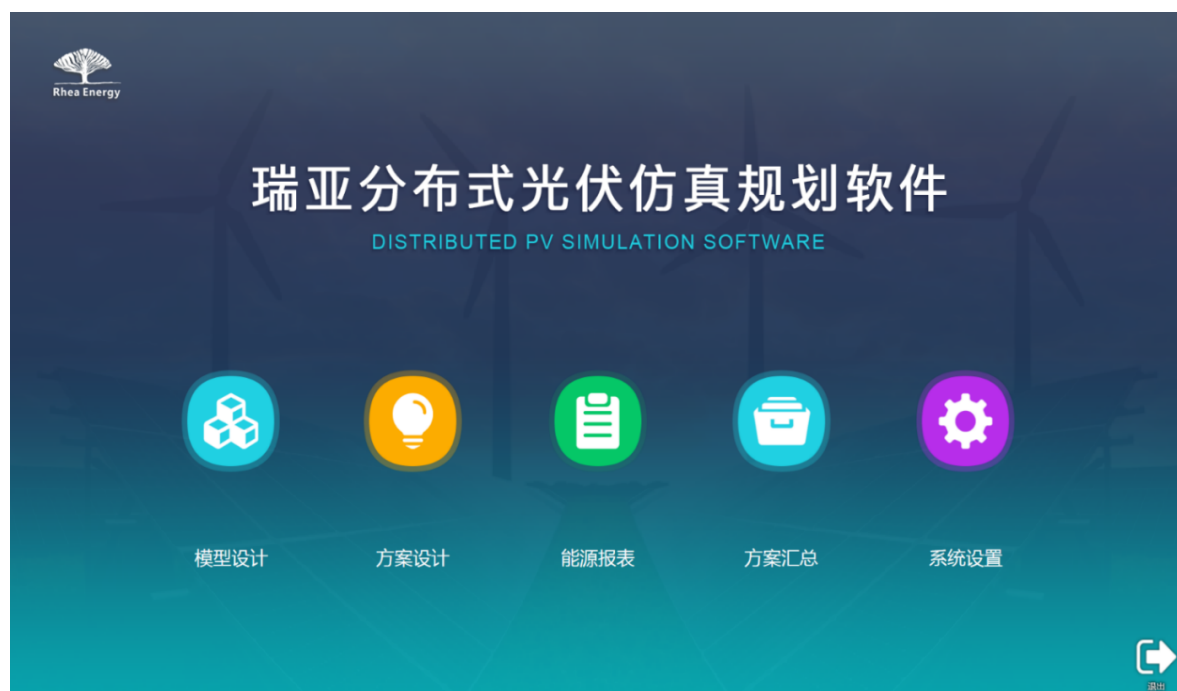 Rhea Energy
瑞亚分布式光伏仿真规划软件
DISTRIBUTED PV SIMULATION SOFTWARE
模型设计 方案设计 能源报表 方案汇总 系统设置
退出